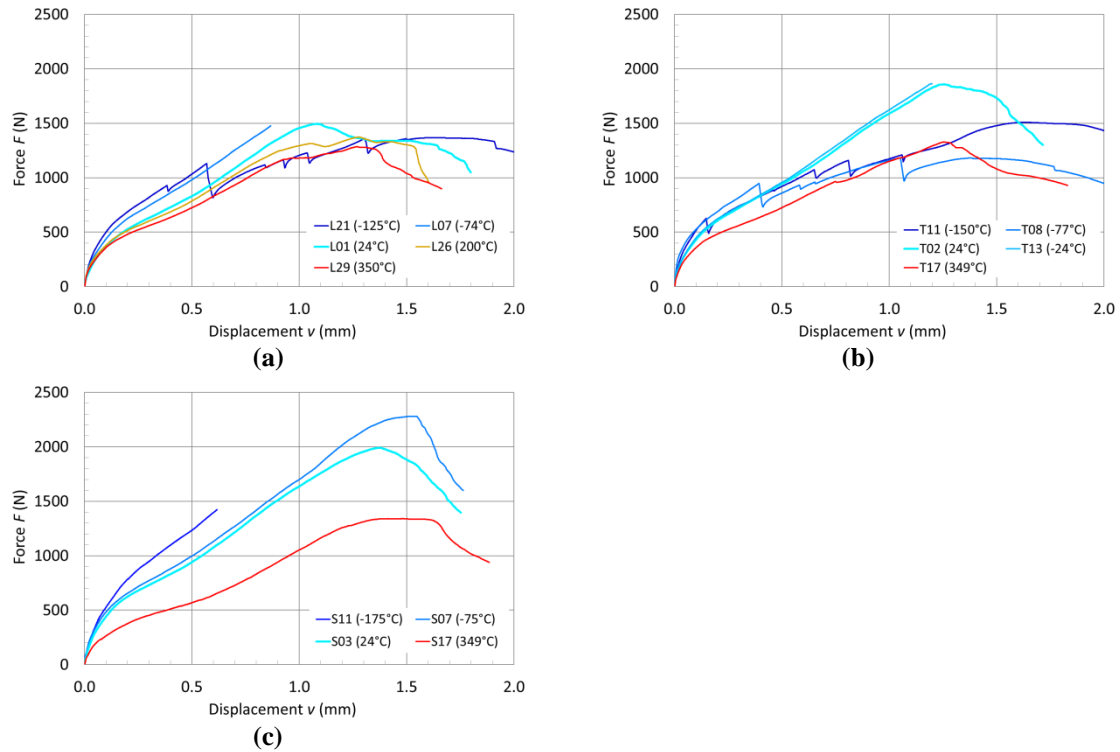 2500
2000
1500
1000
500
0
Force F (N)
L21 (-125°C) L07 (-74°C)
L01 (24°C) L26 (200°C)
L29 (350°C)
0.0 0.5 1.0 1.5 2.0
Displacement v (mm)
(a)
2500
2000
1500
1000
500
0
Force F (N)
T11 (-150°C) T08 (-77°C)
T02 (24°C) T13 (-24°C)
T17 (349°C)
0.0 0.5 1.0 1.5 2.0
Displacement v (mm)
(b)
2500
2000
1500
1000
500
0
Force F (N)
S11 (-175°C) S07 (-75°C)
S03 (24°C) S17 (349°C)
0.0 0.5 1.0 1.5 2.0
Displacement v (mm)
(c)